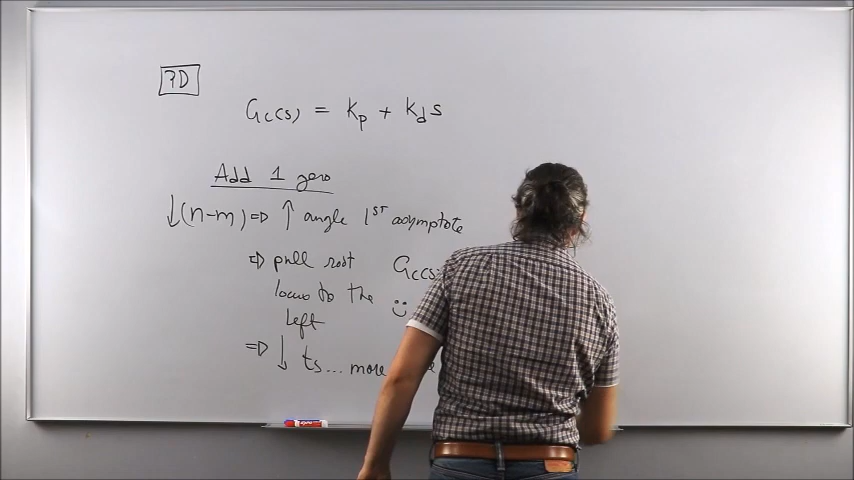 PD
Gc(s) = Kp + Kd s
Add 1 zero
↓(n-m) => ↑ angle 1ST asymptote
=> pull root
locus to the
left
Gc(s)
=> ↓ ts... more